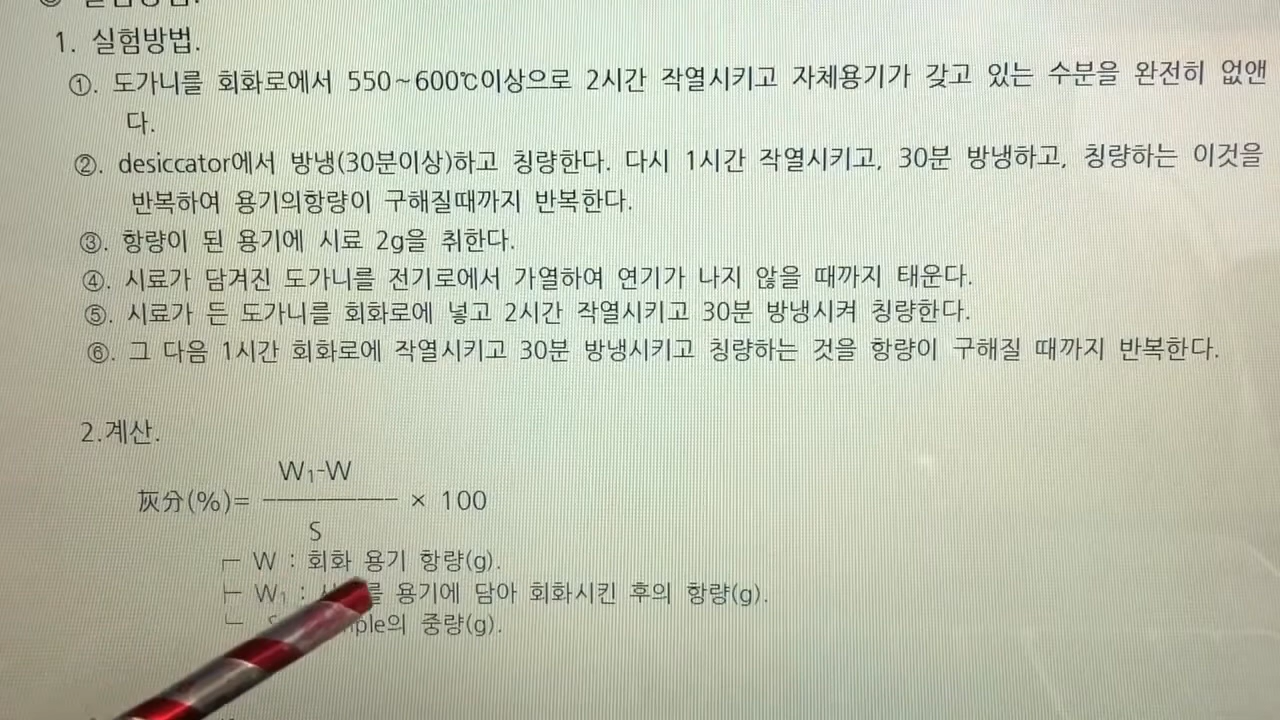 1. 실험방법.
①. 도가니를 회화로에서 550~600℃이상으로 2시간 작열시키고 자체용기가 갖고 있는 수분을 완전히 없앤
다.
②. desiccator에서 방냉(30분이상)하고 칭량한다. 다시 1시간 작열시키고, 30분 방냉하고, 칭량하는 이것을
반복하여 용기의항량이 구해질때까지 반복한다.
③. 항량이 된 용기에 시료 2g을 취한다.
④. 시료가 담겨진 도가니를 전기로에서 가열하여 연기가 나지 않을 때까지 태운다.
⑤. 시료가 든 도가니를 회화로에 넣고 2시간 작열시키고 30분 방냉시켜 칭량한다.
⑥. 그 다음 1시간 회화로에 작열시키고 30분 방냉시키고 칭량하는 것을 항량이 구해질 때까지 반복한다.
2.계산.
W₁-W
灰分(%)= ――――― × 100
S
┌ W : 회화 용기 항량(g).
├ W₁ : 용기에 담아 회화시킨 후의 항량(g).
└ 중량(g).